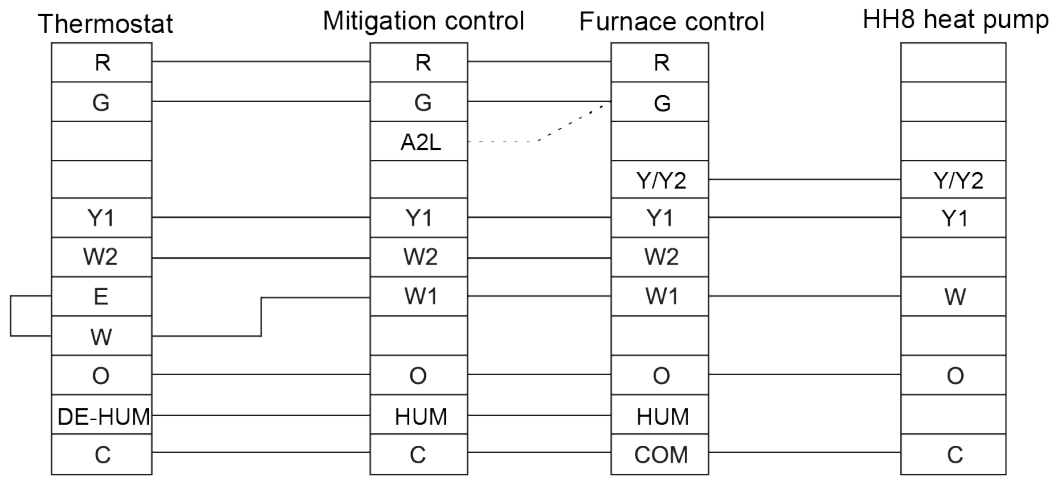 Thermostat Mitigation control Furnace control HH8 heat pump
R R R
G G G
A2L
Y/Y2 Y/Y2
Y1 Y1 Y1 Y1
W2 W2 W2
E W1 W1 W
W
O O O O
DE-HUM HUM HUM
C C COM C